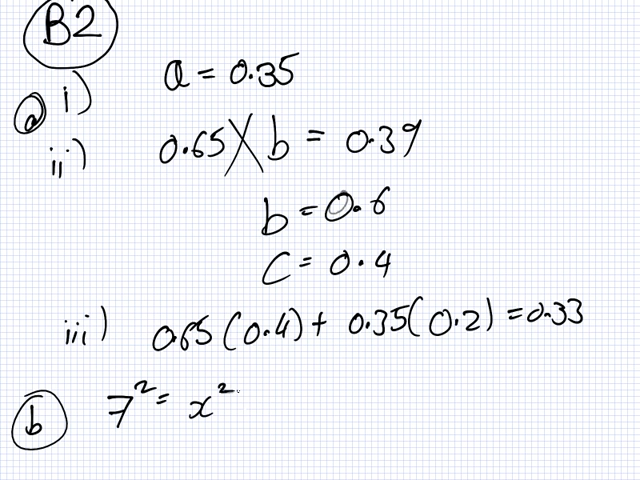 B2
a i) a = 0.35
ii) 0.65 × b = 0.39
b = 0.6
c = 0.4
iii) 0.65(0.4) + 0.35(0.2) = 0.33
b 7² = x²